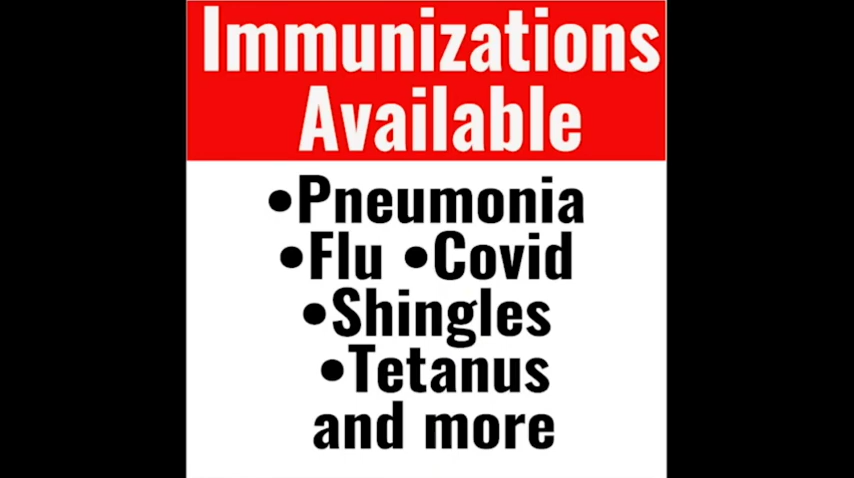 Immunizations
Available
•Pneumonia
•Flu •Covid
•Shingles
•Tetanus
and more